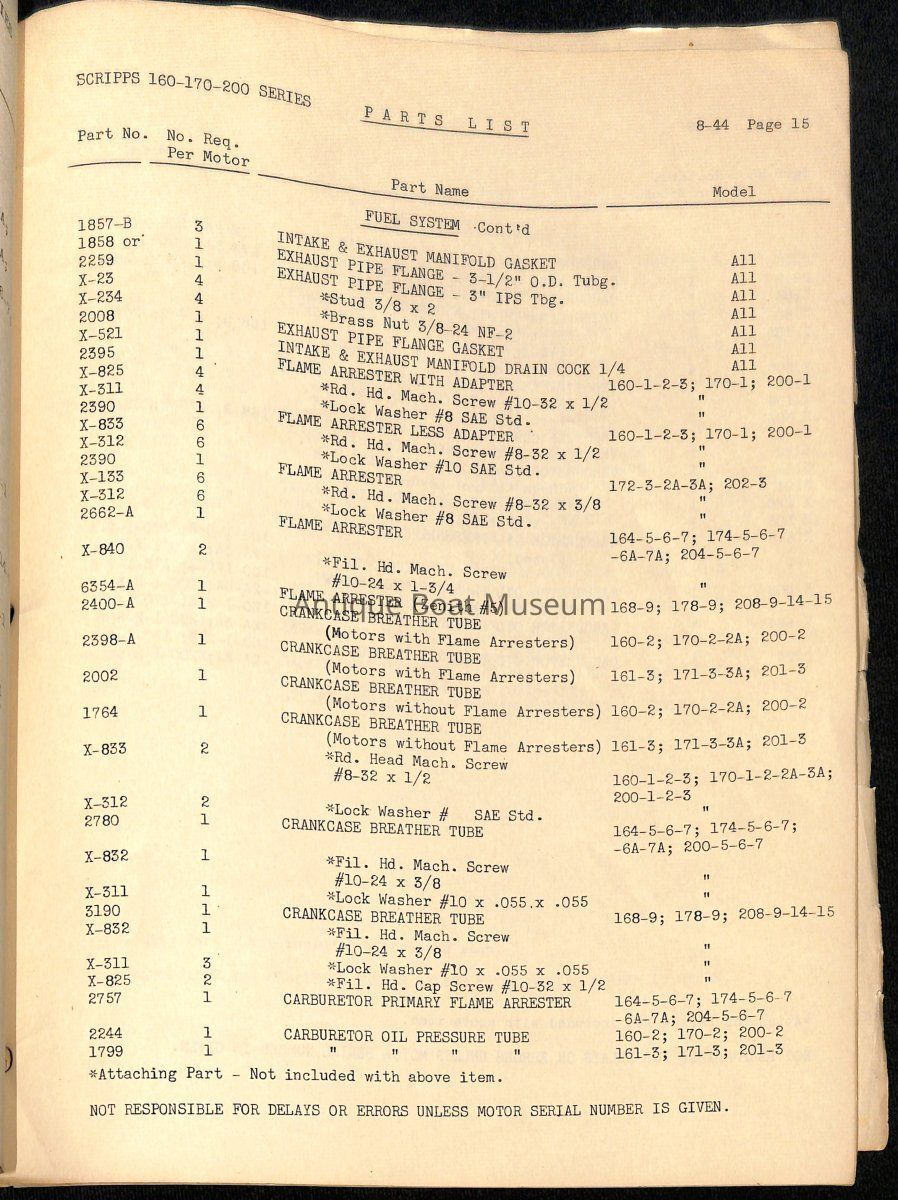 SCRIPPS 160-170-200 SERIES
PARTS LIST
8-44 Page 15
Part No. No. Req. Per Motor Part Name Model
FUEL SYSTEM Cont'd
1857-B 3 INTAKE & EXHAUST MANIFOLD GASKET All
1858 or 1 EXHAUST PIPE FLANGE - 3-1/2" O.D. Tubg. All
2259 1 EXHAUST PIPE FLANGE - 3" IPS Tbg. All
X-23 4 *Stud 3/8 x 2 All
X-234 4 *Brass Nut 3/8-24 NF-2 All
2008 1 EXHAUST PIPE FLANGE GASKET All
X-521 1 INTAKE & EXHAUST MANIFOLD DRAIN COCK 1/4 All
2395 1 FLAME ARRESTER WITH ADAPTER 160-1-2-3; 170-1; 200-1
X-825 4 *Rd. Hd. Mach. Screw #10-32 x 1/2 "
X-311 4 *Lock Washer #8 SAE Std. "
2390 1 FLAME ARRESTER LESS ADAPTER 160-1-2-3; 170-1; 200-1
X-833 6 *Rd. Hd. Mach. Screw #8-32 x 1/2 "
X-312 6 *Lock Washer #10 SAE Std. "
2390 1 FLAME ARRESTER 172-3-2A-3A; 202-3
X-133 6 *Rd. Hd. Mach. Screw #8-32 x 3/8 "
X-312 6 *Lock Washer #8 SAE Std. "
2662-A 1 FLAME ARRESTER 164-5-6-7; 174-5-6-7
-6A-7A; 204-5-6-7
X-840 2 *Fil. Hd. Mach. Screw
#10-24 x 1-3/4 "
6354-A 1 FLAME ARRESTER (Zenith #5) 168-9; 178-9; 208-9-14-15
2400-A 1 CRANKCASE BREATHER TUBE
(Motors with Flame Arresters) 160-2; 170-2-2A; 200-2
2398-A 1 CRANKCASE BREATHER TUBE
(Motors with Flame Arresters) 161-3; 171-3-3A; 201-3
2002 1 CRANKCASE BREATHER TUBE
(Motors without Flame Arresters) 160-2; 170-2-2A; 200-2
1764 1 CRANKCASE BREATHER TUBE
(Motors without Flame Arresters) 161-3; 171-3-3A; 201-3
X-833 2 *Rd. Head Mach. Screw
#8-32 x 1/2 160-1-2-3; 170-1-2-2A-3A;
200-1-2-3
X-312 2 *Lock Washer # SAE Std. "
2780 1 CRANKCASE BREATHER TUBE 164-5-6-7; 174-5-6-7;
-6A-7A; 200-5-6-7
X-832 1 *Fil. Hd. Mach. Screw
#10-24 x 3/8 "
X-311 1 *Lock Washer #10 x .055.x .055 "
3190 1 CRANKCASE BREATHER TUBE 168-9; 178-9; 208-9-14-15
X-832 1 *Fil. Hd. Mach. Screw
#10-24 x 3/8 "
X-311 3 *Lock Washer #10 x .055 x .055 "
X-825 2 *Fil. Hd. Cap Screw #10-32 x 1/2 "
2757 1 CARBURETOR PRIMARY FLAME ARRESTER 164-5-6-7; 174-5-6-7
-6A-7A; 204-5-6-7
2244 1 CARBURETOR OIL PRESSURE TUBE 160-2; 170-2; 200-2
1799 1 " " " " 161-3; 171-3; 201-3
*Attaching Part - Not included with above item.
NOT RESPONSIBLE FOR DELAYS OR ERRORS UNLESS MOTOR SERIAL NUMBER IS GIVEN.
Antique Boat Museum